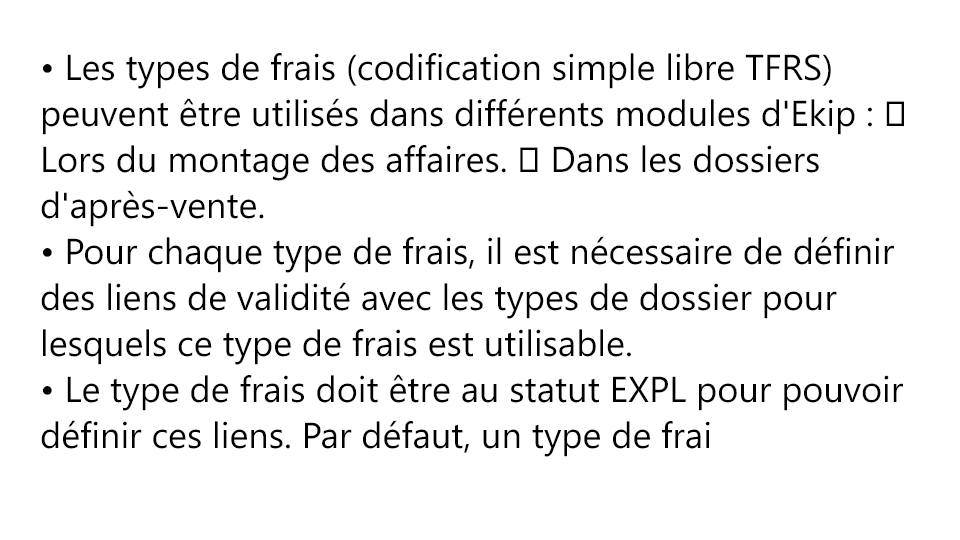 • Les types de frais (codification simple libre TFRS)
peuvent être utilisés dans différents modules d'Ekip : 
Lors du montage des affaires.  Dans les dossiers
d'après-vente.
• Pour chaque type de frais, il est nécessaire de définir
des liens de validité avec les types de dossier pour
lesquels ce type de frais est utilisable.
• Le type de frais doit être au statut EXPL pour pouvoir
définir ces liens. Par défaut, un type de frai